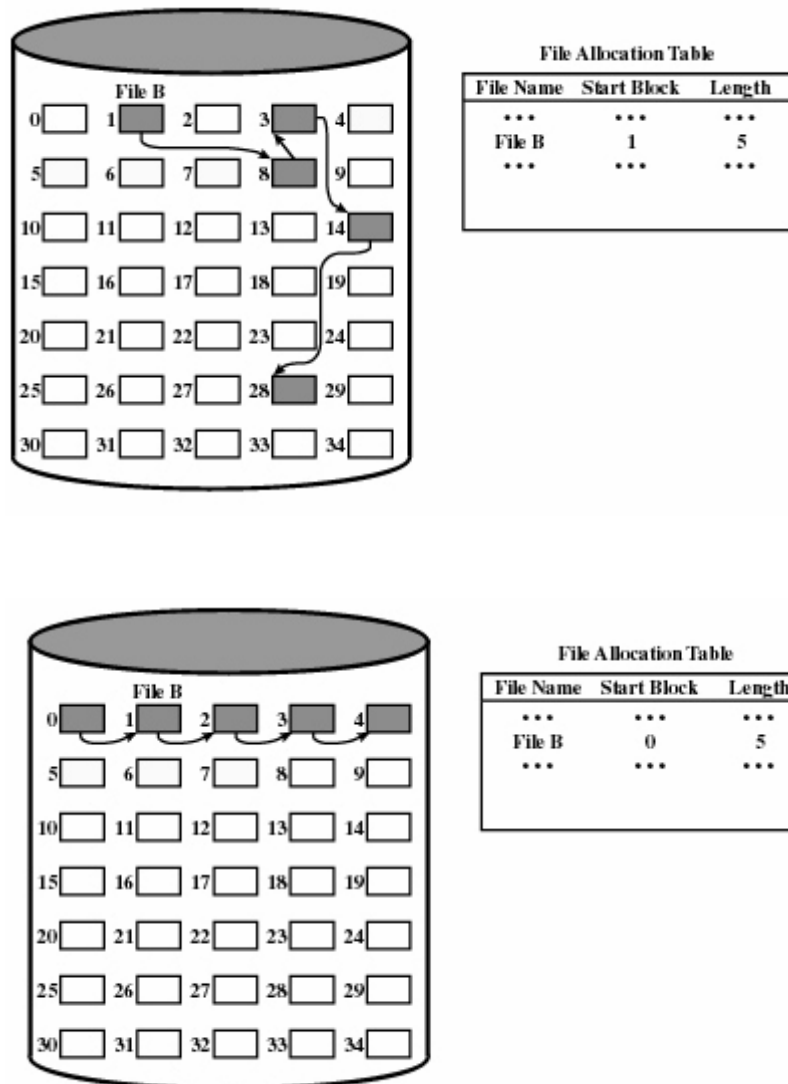 File Allocation Table
File Name Start Block Length
... ... ...
File B 1 5
... ... ...
File B
0 1 2 3 4
5 6 7 8 9
10 11 12 13 14
15 16 17 18 19
20 21 22 23 24
25 26 27 28 29
30 31 32 33 34
File Allocation Table
File Name Start Block Length
... ... ...
File B 0 5
... ... ...
File B
0 1 2 3 4
5 6 7 8 9
10 11 12 13 14
15 16 17 18 19
20 21 22 23 24
25 26 27 28 29
30 31 32 33 34